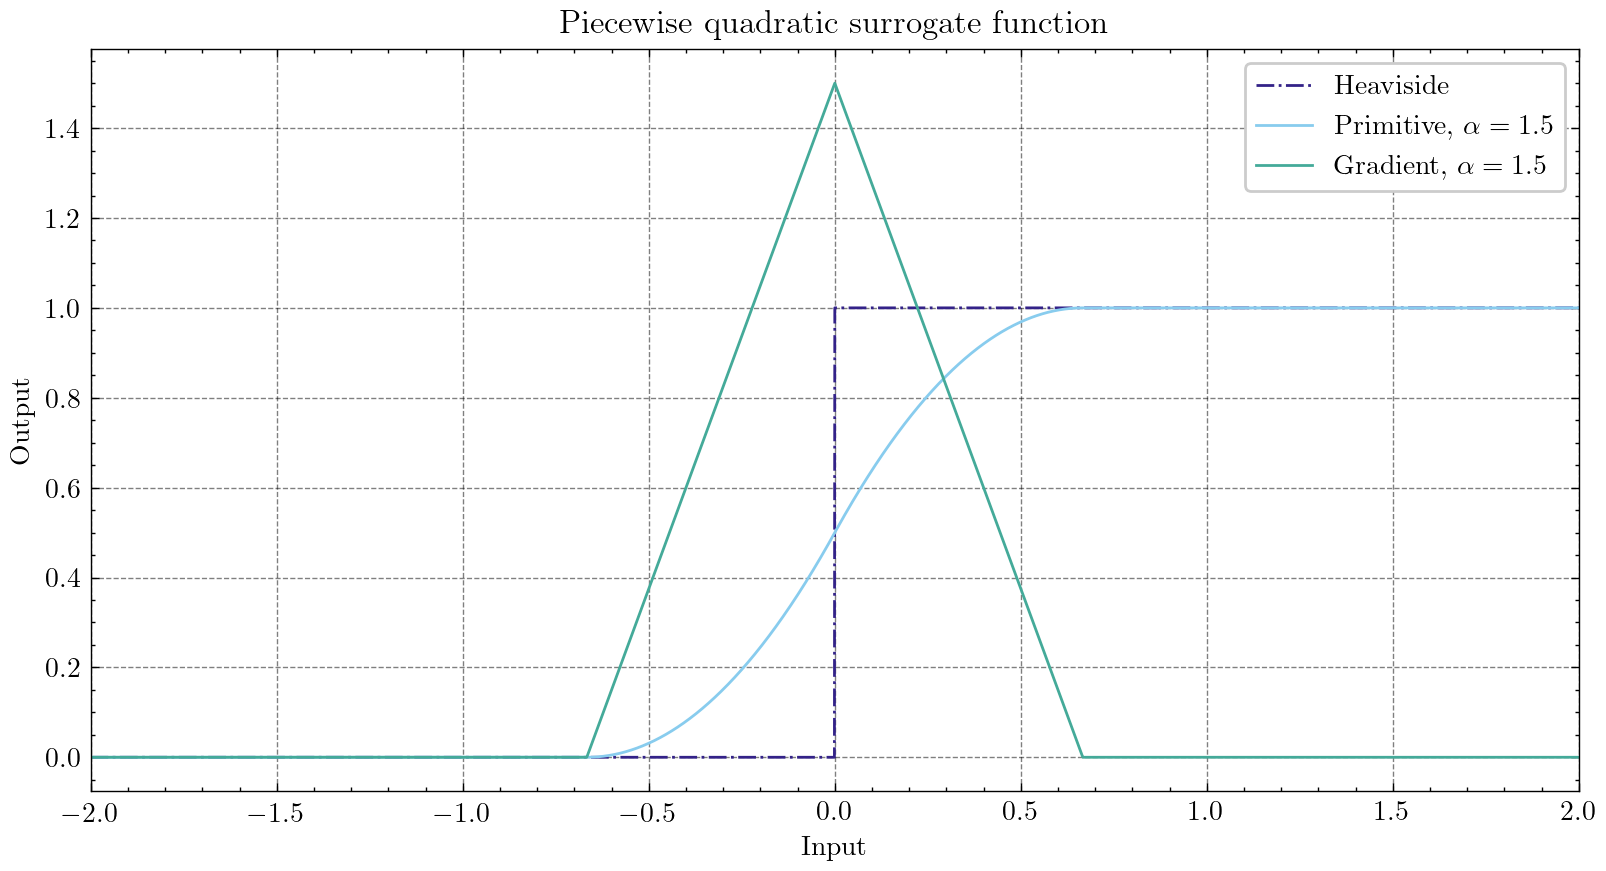 Piecewise quadratic surrogate function
Heaviside
Primitive, α = 1.5
Gradient, α = 1.5
1.4
1.2
1.0
0.8
0.6
0.4
0.2
0.0
Output
−2.0 −1.5 −1.0 −0.5 0.0 0.5 1.0 1.5 2.0
Input